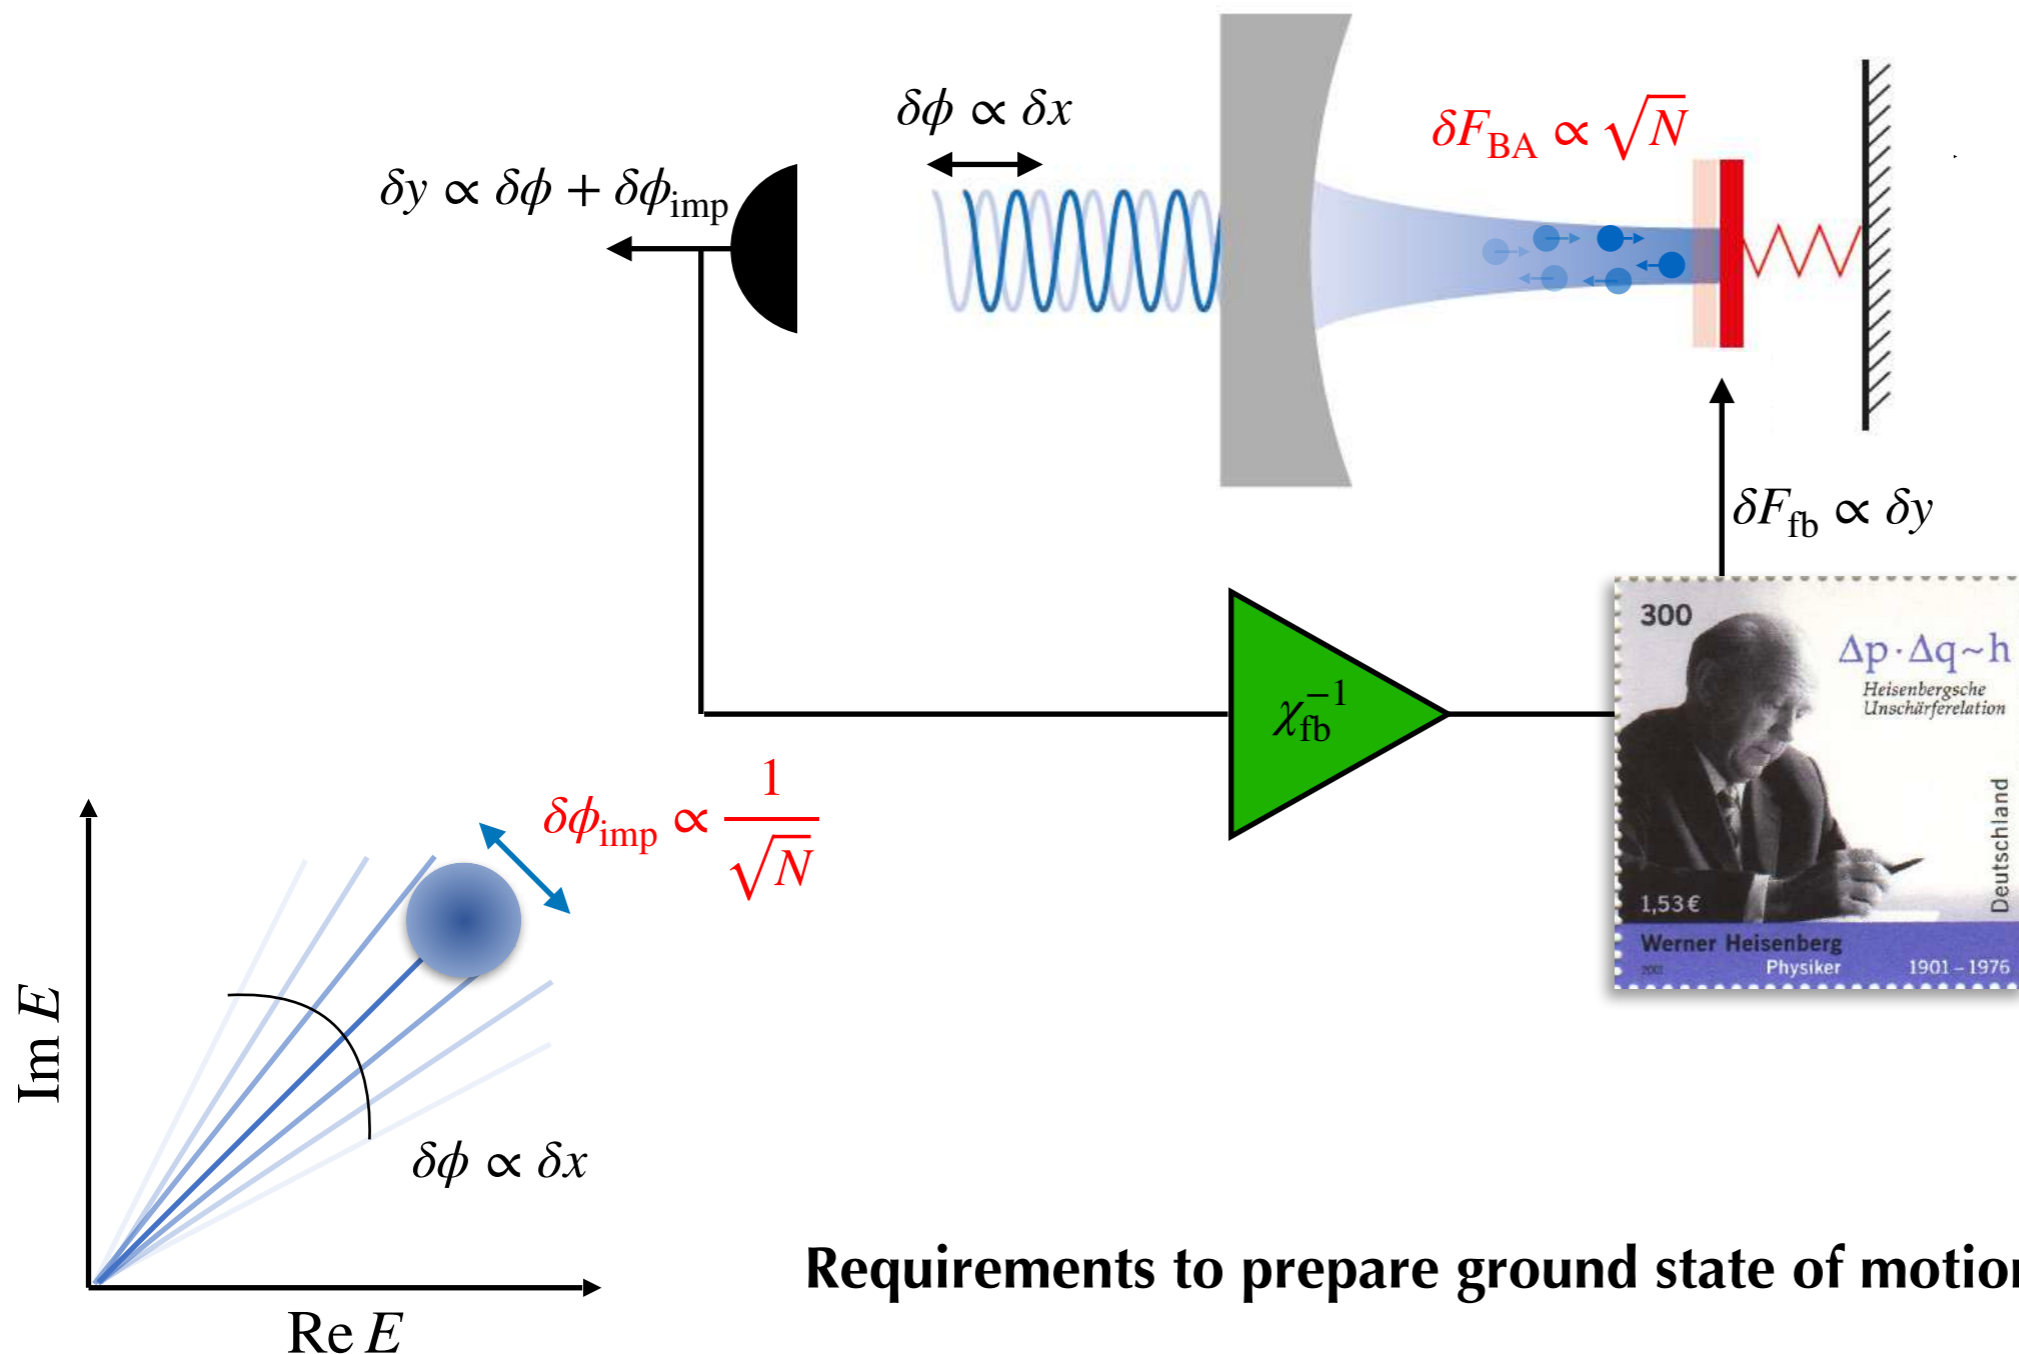 δϕ ∝ δx
δF_BA ∝ √N
δy ∝ δϕ + δϕ_imp
δF_fb ∝ δy
300
Δp·Δq~h
Heisenbergsche
Unschärferelation
χ_fb^−1
Deutschland
1,53€
Werner Heisenberg
Physiker
1901–1976
δϕ_imp ∝ 1/√N
Im E
δϕ ∝ δx
Re E
Requirements to prepare ground state of motion